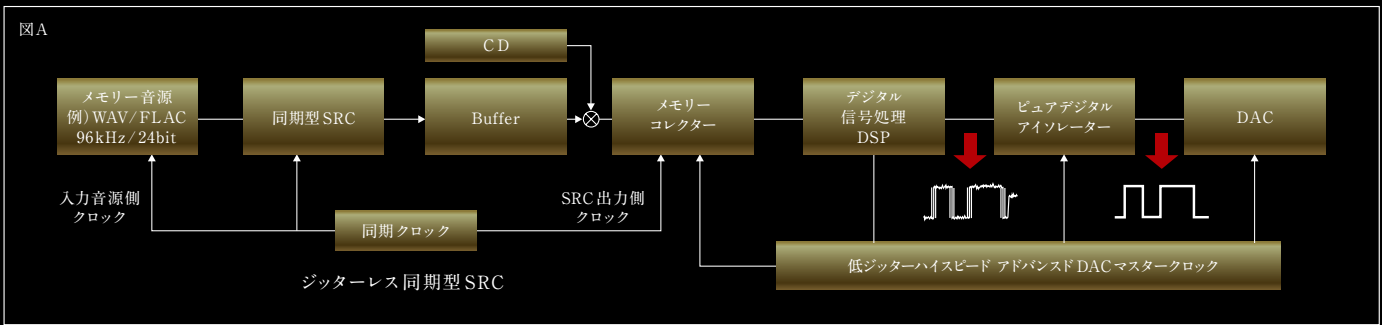 図A
CD
メモリー音源
例)WAV/FLAC
96kHz/24bit
同期型SRC
Buffer
メモリー
コレクター
デジタル
信号処理
DSP
ピュアデジタル
アイソレーター
DAC
入力音源側
クロック
SRC出力側
クロック
同期クロック
低ジッターハイスピード アドバンスドDACマスタークロック
ジッターレス同期型SRC